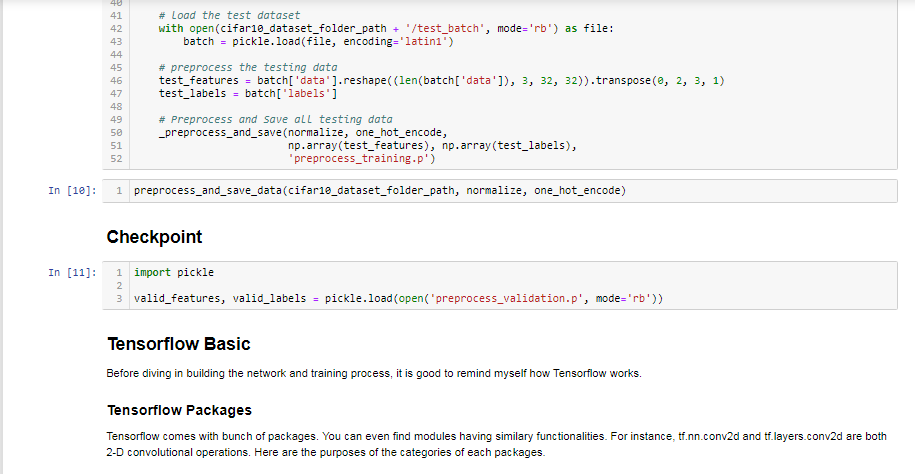 40
41 # Load the test dataset
42 with open(cifar10_dataset_folder_path + '/test_batch', mode='rb') as file:
43 batch = pickle.load(file, encoding='latin1')
44
45 # preprocess the testing data
46 test_features = batch['data'].reshape((len(batch['data']), 3, 32, 32)).transpose(0, 2, 3, 1)
47 test_labels = batch['labels']
48
49 # Preprocess and Save all testing data
50 _preprocess_and_save(normalize, one_hot_encode,
51 np.array(test_features), np.array(test_labels),
52 'preprocess_training.p')
In [10]: 1 preprocess_and_save_data(cifar10_dataset_folder_path, normalize, one_hot_encode)
Checkpoint
In [11]: 1 import pickle
2
3 valid_features, valid_labels = pickle.load(open('preprocess_validation.p', mode='rb'))
Tensorflow Basic
Before diving in building the network and training process, it is good to remind myself how Tensorflow works.
Tensorflow Packages
Tensorflow comes with bunch of packages. You can even find modules having similary functionalities. For instance, tf.nn.conv2d and tf.layers.conv2d are both
2-D convolutional operations. Here are the purposes of the categories of each packages.